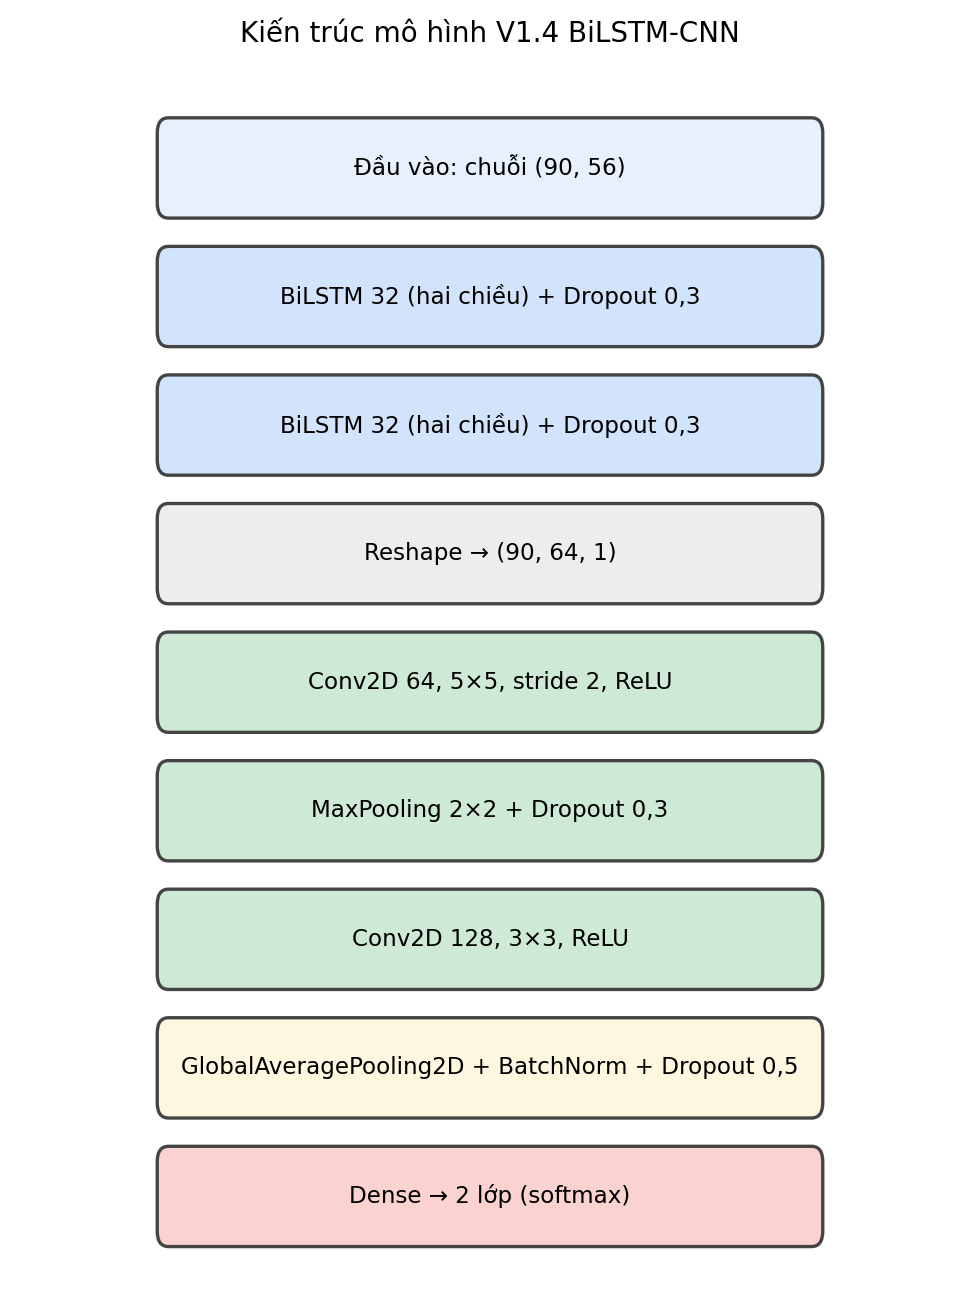 Kiến trúc mô hình V1.4 BiLSTM-CNN
Đầu vào: chuỗi (90, 56)
BiLSTM 32 (hai chiều) + Dropout 0,3
BiLSTM 32 (hai chiều) + Dropout 0,3
Reshape → (90, 64, 1)
Conv2D 64, 5×5, stride 2, ReLU
MaxPooling 2×2 + Dropout 0,3
Conv2D 128, 3×3, ReLU
GlobalAveragePooling2D + BatchNorm + Dropout 0,5
Dense → 2 lớp (softmax)